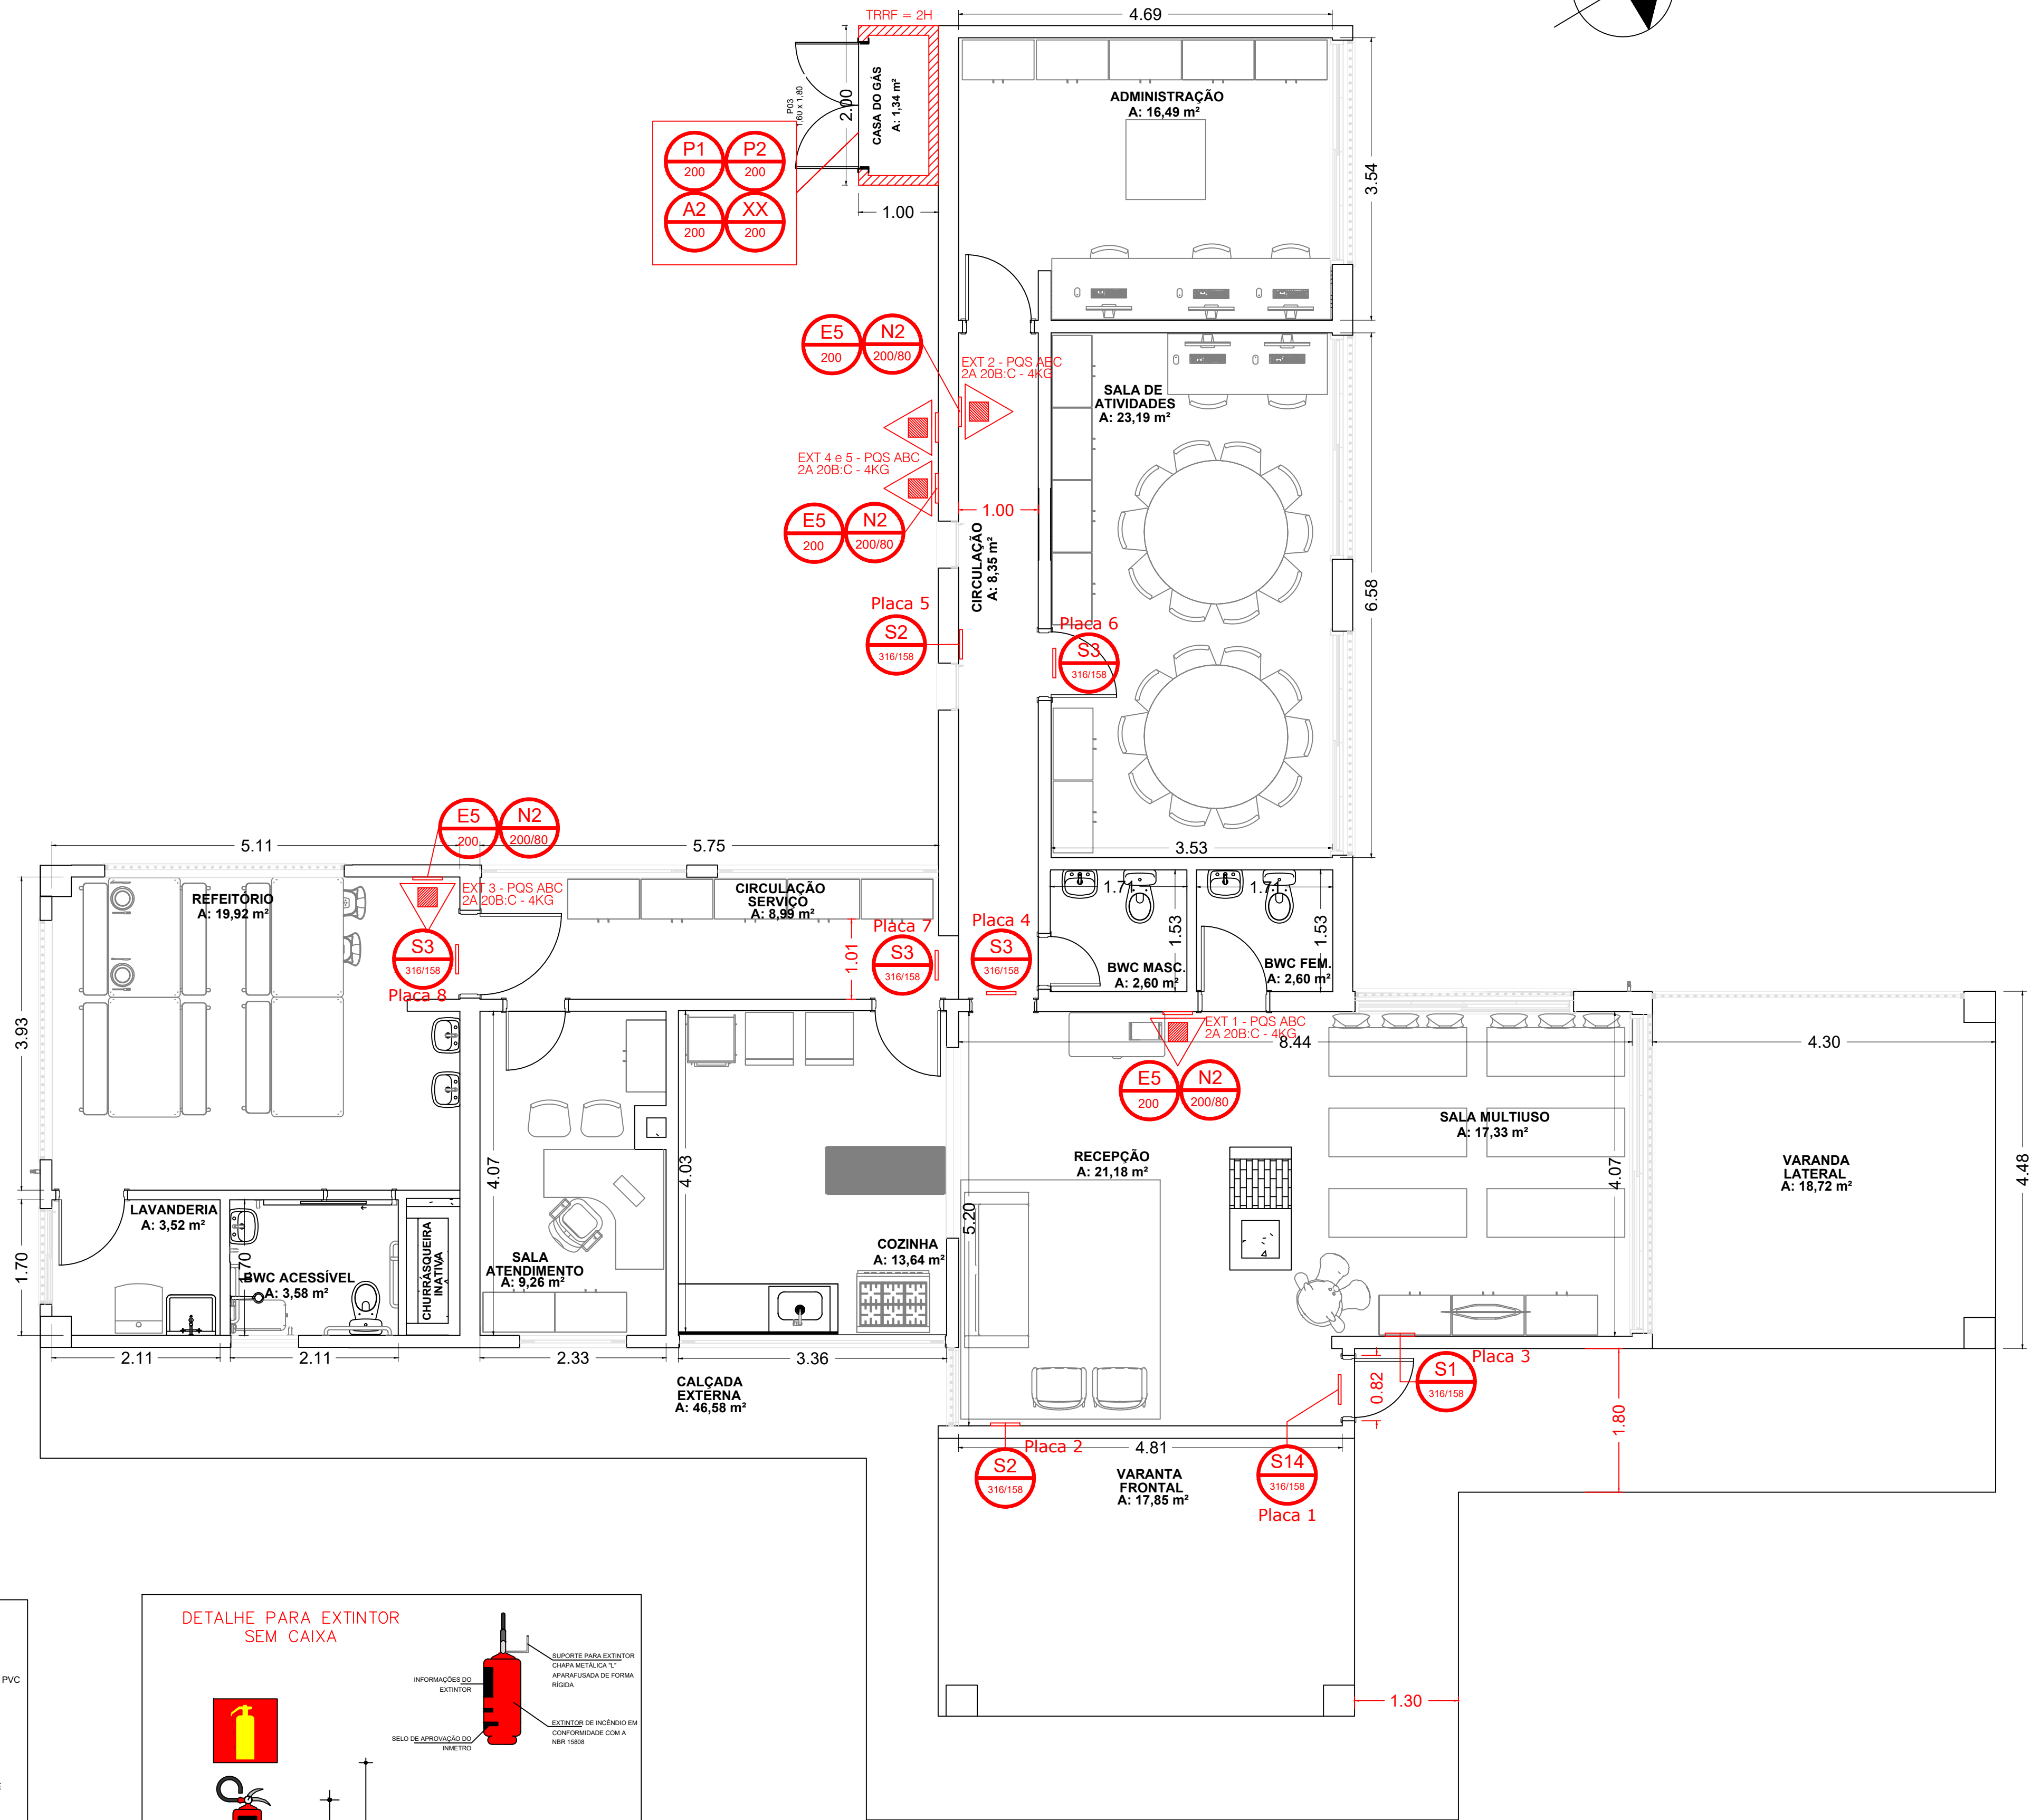 TRRF = 2H
4.69
P03
1,60 x 1,80
2.00
CASA DO GÁS
A: 1,34 m²
ADMINISTRAÇÃO
A: 16,49 m²
P1
200
P2
200
A2
200
XX
200
3.54
1.00
E5
200
N2
200/80
EXT 2 - PQS ABC
2A 20B:C - 4KG
SALA DE
ATIVIDADES
A: 23,19 m²
EXT 4 e 5 - PQS ABC
2A 20B:C - 4KG
E5
200
N2
200/80
1.00
CIRCULAÇÃO
A: 8,35 m²
6.58
Placa 5
S2
316/158
Placa 6
S3
316/158
E5
200
N2
200/80
5.11
5.75
3.53
REFEITÓRIO
A: 19,92 m²
EXT 3 - PQS ABC
2A 20B:C - 4KG
CIRCULAÇÃO
SERVIÇO
A: 8,99 m²
1.71
1.71
1.53
1.53
Placa 7
S3
316/158
Placa 4
S3
316/158
S3
316/158
Placa 8
1.01
BWC MASC.
A: 2,60 m²
BWC FEM.
A: 2,60 m²
3.93
EXT 1 - PQS ABC
2A 20B:C - 4KG
8.44
4.30
E5
200
N2
200/80
SALA MULTIUSO
A: 17,33 m²
4.07
4.03
RECEPÇÃO
A: 21,18 m²
4.07
VARANDA
LATERAL
A: 18,72 m²
4.48
LAVANDERIA
A: 3,52 m²
1.70
1.70
BWC ACESSÍVEL
A: 3,58 m²
CHURRASQUEIRA
INATIVA
SALA
ATENDIMENTO
A: 9,26 m²
COZINHA
A: 13,64 m²
5.20
2.11
2.11
2.33
3.36
CALÇADA
EXTERNA
A: 46,58 m²
0.82
S1
316/158
Placa 3
1.80
Placa 2
S2
316/158
4.81
VARANTA
FRONTAL
A: 17,85 m²
S14
316/158
Placa 1
1.30
PVC
DETALHE PARA EXTINTOR
SEM CAIXA
INFORMAÇÕES DO
EXTINTOR
SUPORTE PARA EXTINTOR
CHAPA METÁLICA "L"
APARAFUSADA DE FORMA
RÍGIDA
SELO DE APROVAÇÃO DO
INMETRO
EXTINTOR DE INCÊNDIO EM
CONFORMIDADE COM A
NBR 15808